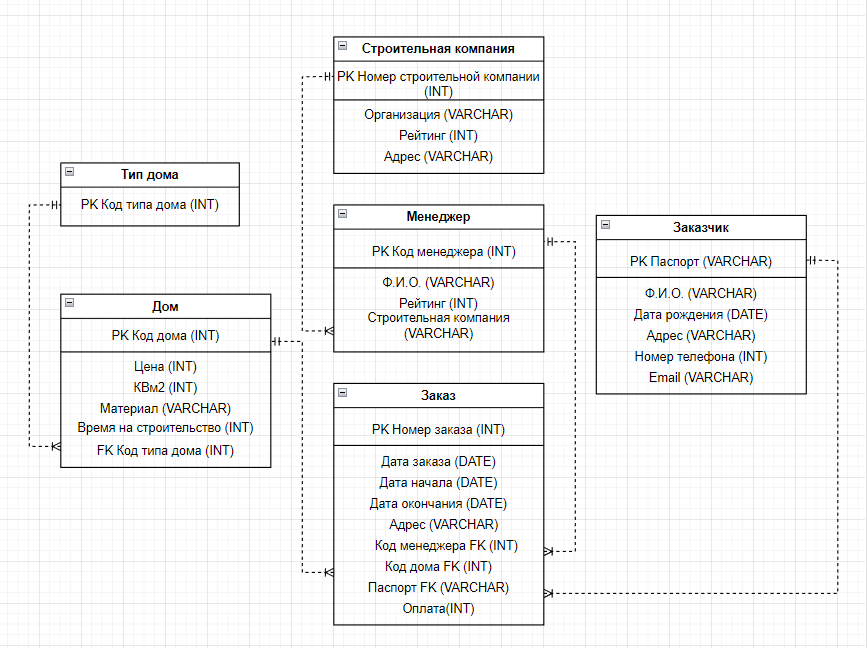 Строительная компания
PK Номер строительной компании
(INT)
Организация (VARCHAR)
Рейтинг (INT)
Адрес (VARCHAR)
Тип дома
PK Код типа дома (INT)
Менеджер
PK Код менеджера (INT)
Ф.И.О. (VARCHAR)
Рейтинг (INT)
Строительная компания
(VARCHAR)
Заказчик
PK Паспорт (VARCHAR)
Ф.И.О. (VARCHAR)
Дата рождения (DATE)
Адрес (VARCHAR)
Номер телефона (INT)
Email (VARCHAR)
Дом
PK Код дома (INT)
Цена (INT)
КВм2 (INT)
Материал (VARCHAR)
Время на строительство (INT)
FK Код типа дома (INT)
Заказ
PK Номер заказа (INT)
Дата заказа (DATE)
Дата начала (DATE)
Дата окончания (DATE)
Адрес (VARCHAR)
Код менеджера FK (INT)
Код дома FK (INT)
Паспорт FK (VARCHAR)
Оплата(INT)